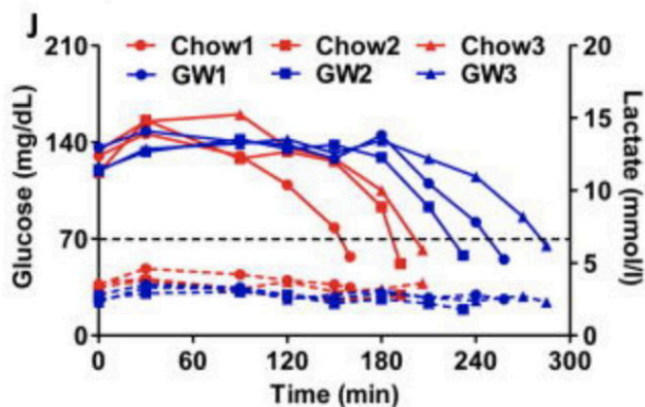 J
210
140
70
0
Glucose (mg/dL)
Chow1 Chow2 Chow3
GW1 GW2 GW3
20
15
10
5
0
Lactate (mmol/l)
0 60 120 180 240 300
Time (min)